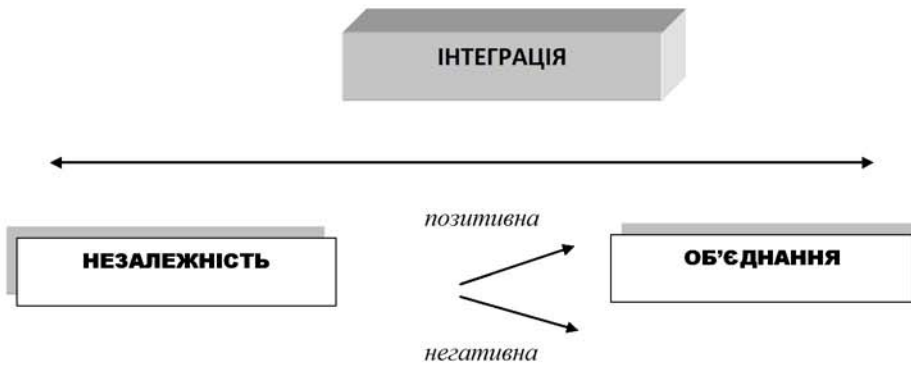 ІНТЕГРАЦІЯ
позитивна
НЕЗАЛЕЖНІСТЬ
ОБ’ЄДНАННЯ
негативна